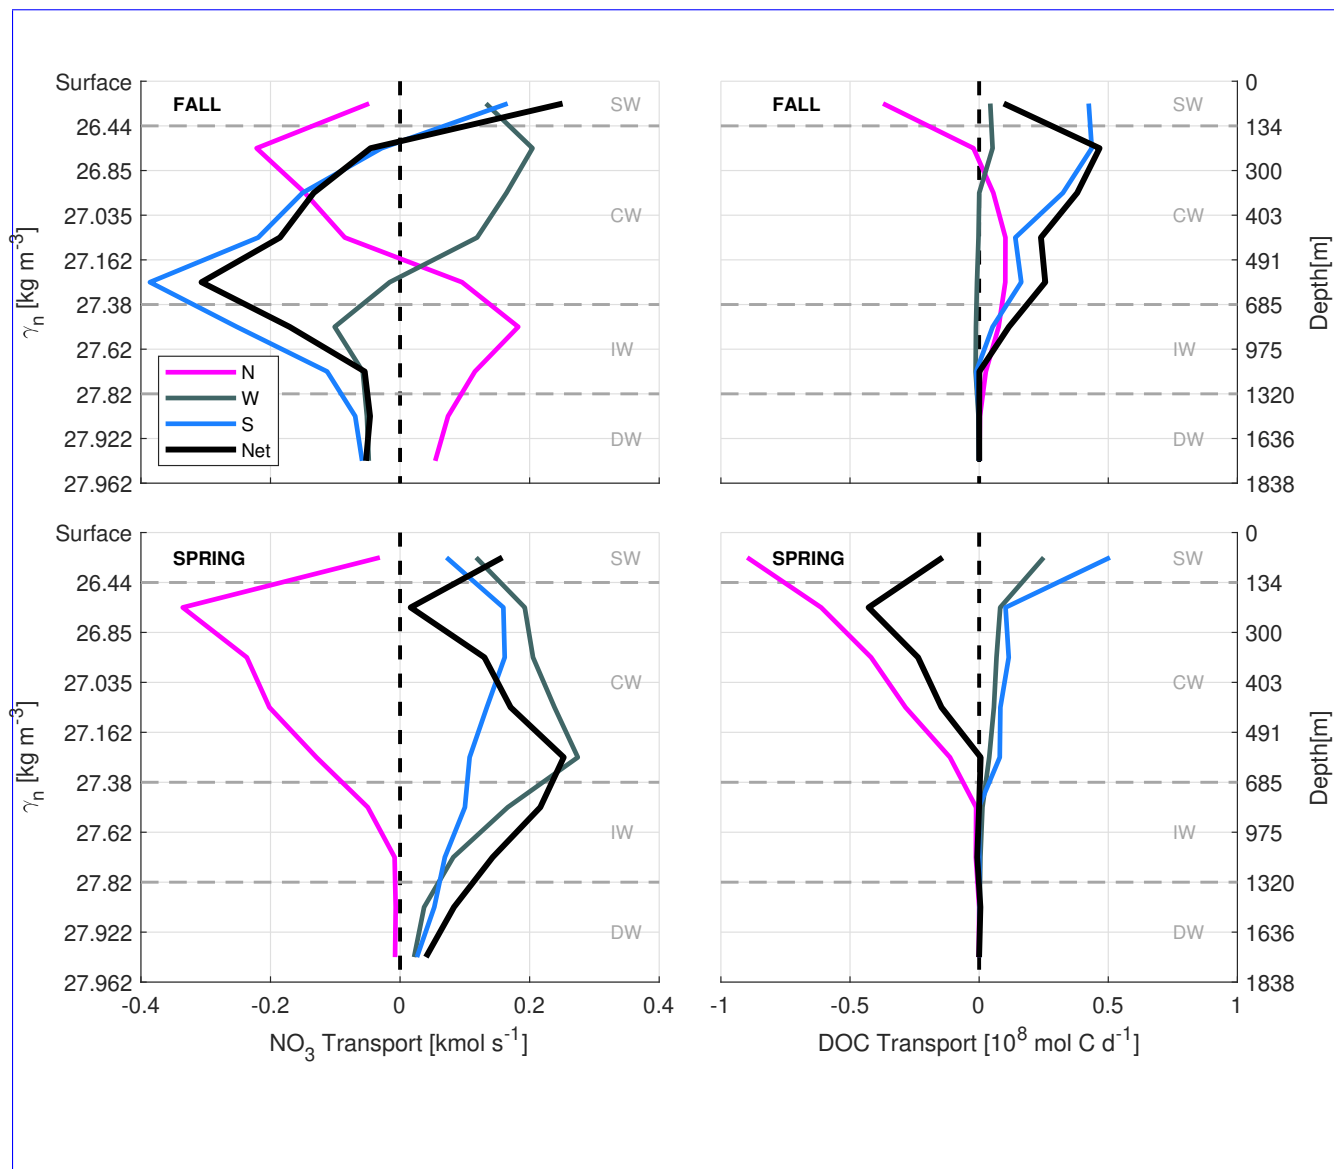 Surface
26.44
26.85
27.035
27.162
27.38
27.62
27.82
27.922
27.962
γn [kg m-3]
FALL
SW
CW
IW
DW
N
W
S
Net
FALL
SW
CW
IW
DW
0
134
300
403
491
685
975
1320
1636
1838
Depth[m]
Surface
26.44
26.85
27.035
27.162
27.38
27.62
27.82
27.922
27.962
γn [kg m-3]
SPRING
SW
CW
IW
DW
-0.4 -0.2 0 0.2 0.4
NO3 Transport [kmol s-1]
SPRING
SW
CW
IW
DW
0
134
300
403
491
685
975
1320
1636
1838
Depth[m]
-1 -0.5 0 0.5 1
DOC Transport [108 mol C d-1]